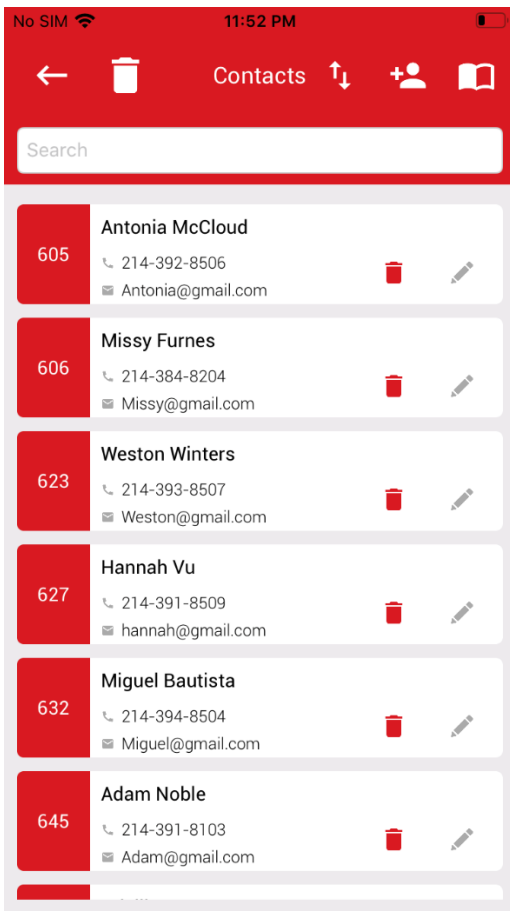 No SIM 11:52 PM
Contacts
Search
605
Antonia McCloud
214-392-8506
Antonia@gmail.com
606
Missy Furnes
214-384-8204
Missy@gmail.com
623
Weston Winters
214-393-8507
Weston@gmail.com
627
Hannah Vu
214-391-8509
hannah@gmail.com
632
Miguel Bautista
214-394-8504
Miguel@gmail.com
645
Adam Noble
214-391-8103
Adam@gmail.com